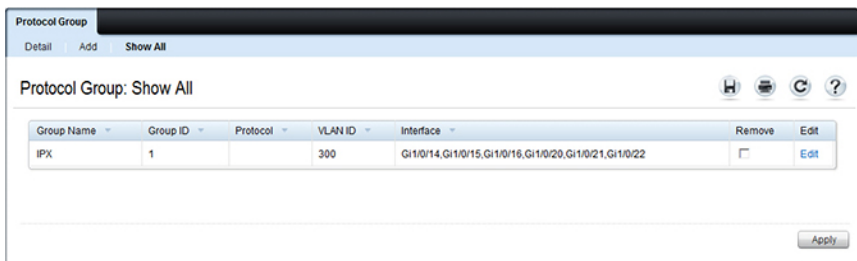 Protocol Group
Detail Add Show All
Protocol Group: Show All
Group Name Group ID Protocol VLAN ID Interface Remove Edit
IPX 1 300 Gi1/0/14,Gi1/0/15,Gi1/0/16,Gi1/0/20,Gi1/0/21,Gi1/0/22 Edit
Apply